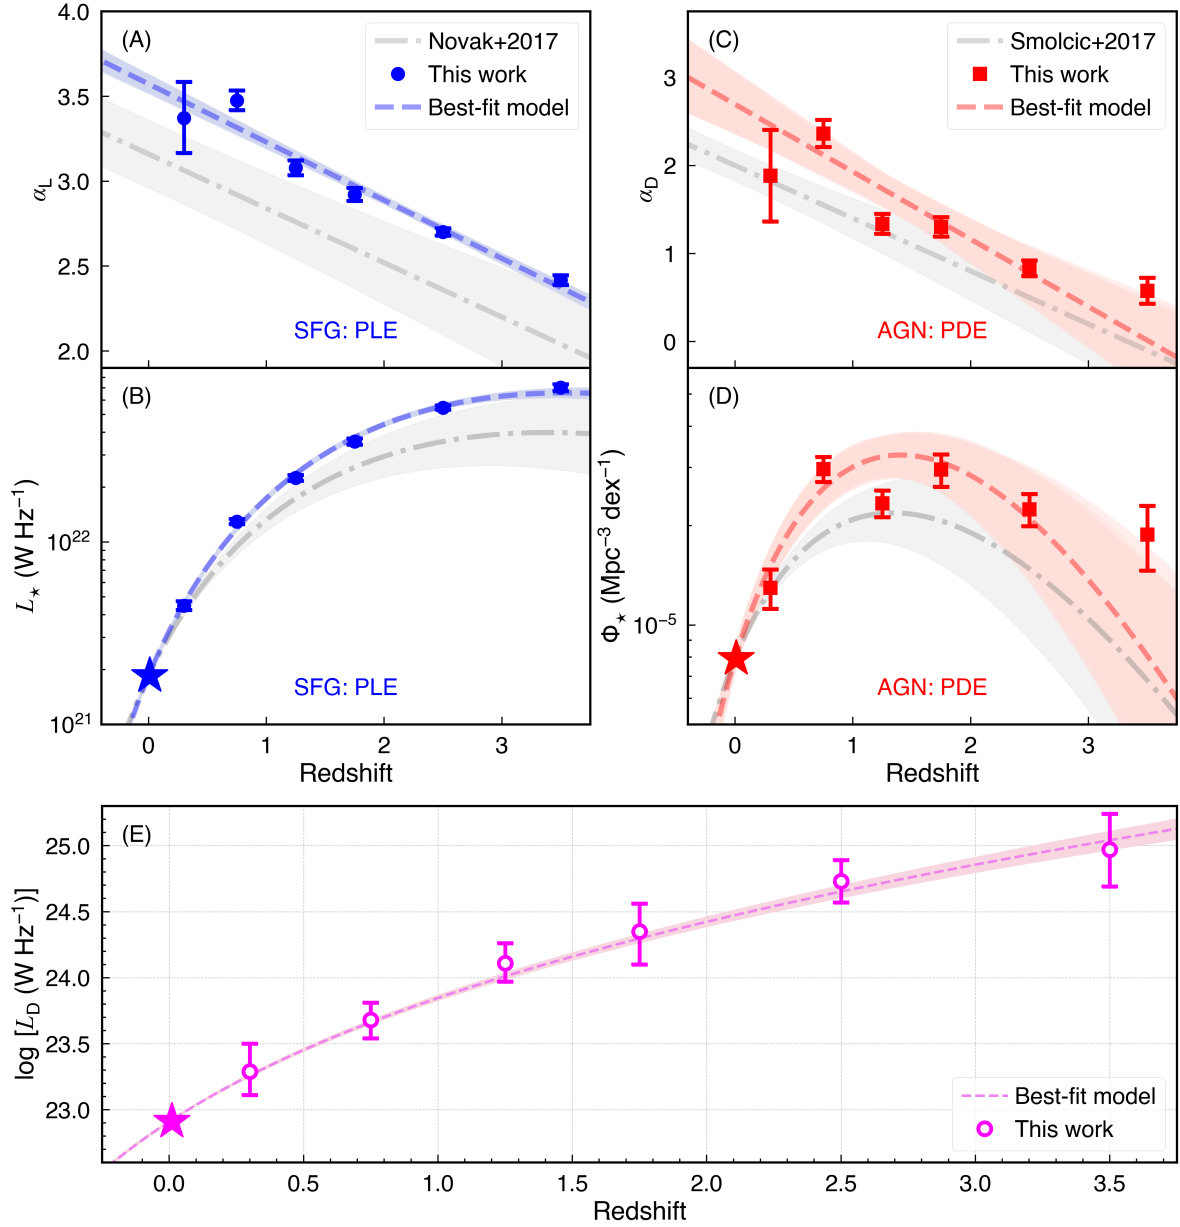 (A)
Novak+2017
This work
Best-fit model
SFG: PLE
α_L
4.0
3.5
3.0
2.5
2.0
(C)
Smolcic+2017
This work
Best-fit model
AGN: PDE
α_D
3
2
1
0
(B)
SFG: PLE
L⋆ (W Hz⁻¹)
10²²
10²¹
0 1 2 3
Redshift
(D)
AGN: PDE
Φ⋆ (Mpc⁻³ dex⁻¹)
10⁻⁵
0 1 2 3
Redshift
(E)
log [L_D (W Hz⁻¹)]
25.0
24.5
24.0
23.5
23.0
Best-fit model
This work
0.0 0.5 1.0 1.5 2.0 2.5 3.0 3.5
Redshift